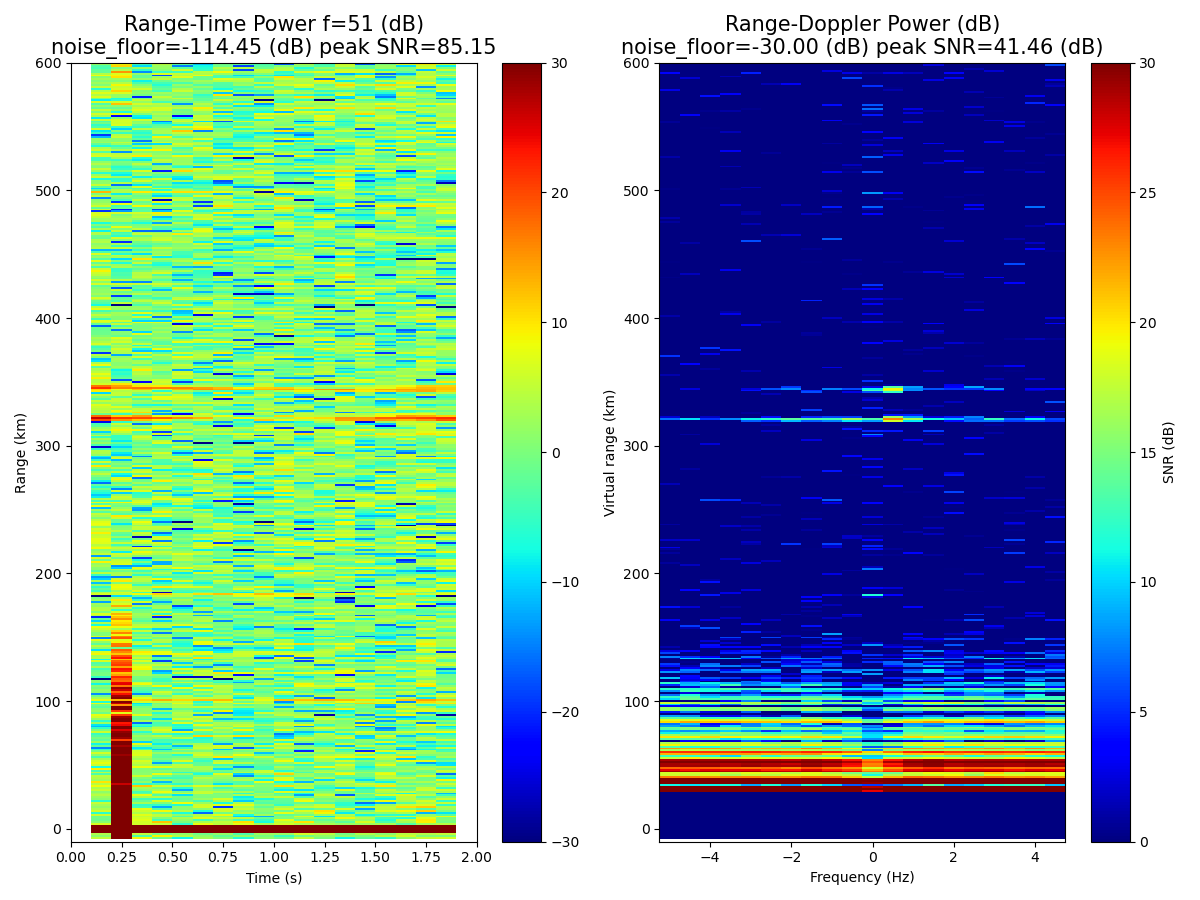 Range-Time Power f=51 (dB)
noise_floor=-114.45 (dB) peak SNR=85.15
600
500
400
300
200
100
0
Range (km)
0.00 0.25 0.50 0.75 1.00 1.25 1.50 1.75 2.00
Time (s)
30
20
10
0
−10
−20
−30
Range-Doppler Power (dB)
noise_floor=-30.00 (dB) peak SNR=41.46 (dB)
600
500
400
300
200
100
0
Virtual range (km)
−4 −2 0 2 4
Frequency (Hz)
30
25
20
15
10
5
0
SNR (dB)